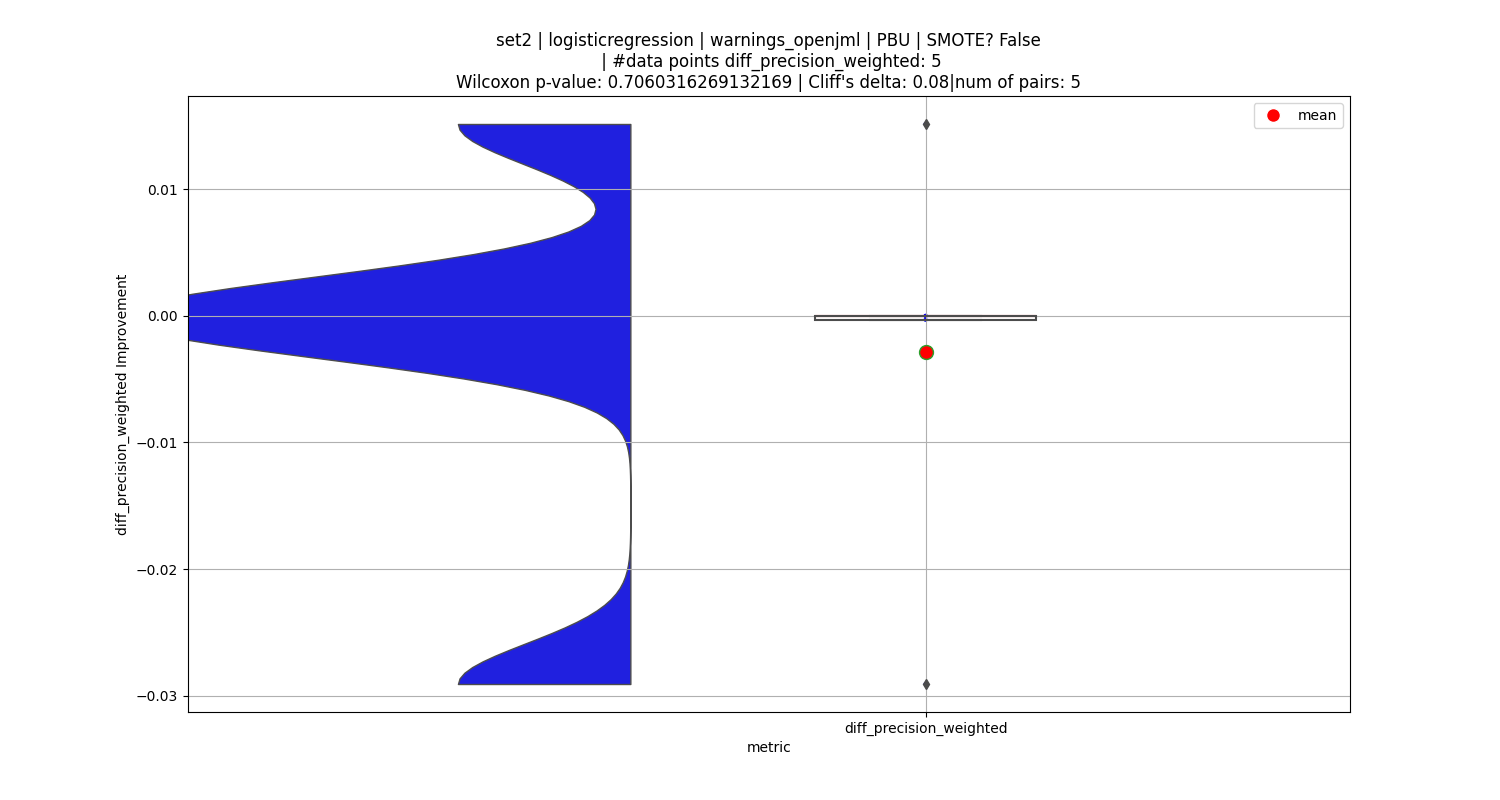 set2 | logisticregression | warnings_openjml | PBU | SMOTE? False
| #data points diff_precision_weighted: 5
Wilcoxon p-value: 0.7060316269132169 | Cliff's delta: 0.08|num of pairs: 5
mean
0.01
0.00
−0.01
−0.02
−0.03
diff_precision_weighted Improvement
diff_precision_weighted
metric